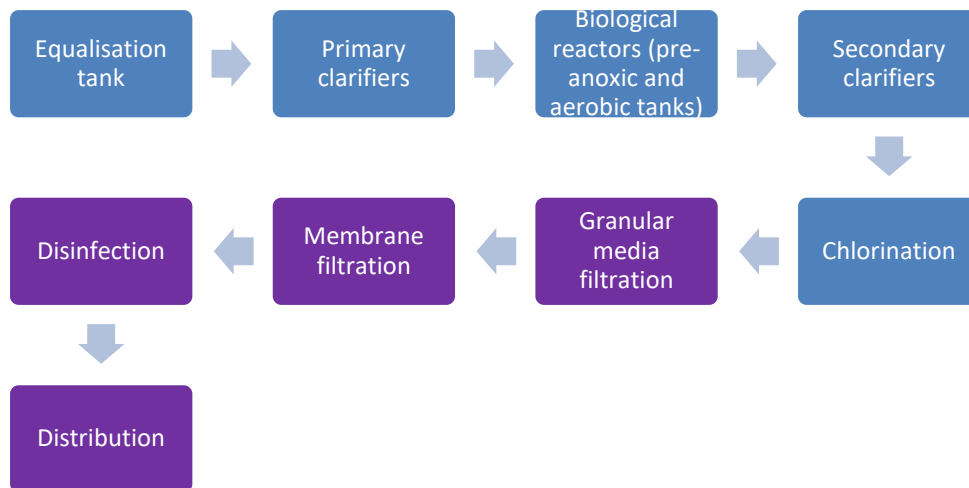 Equalisation
tank
Primary
clarifiers
Biological
reactors (pre-
anoxic and
aerobic tanks)
Secondary
clarifiers
Disinfection
Membrane
filtration
Granular
media
filtration
Chlorination
Distribution